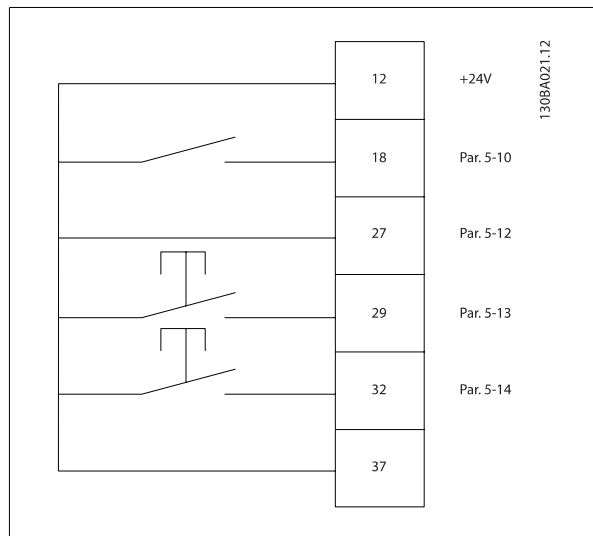 12 +24V
18 Par. 5-10
27 Par. 5-12
29 Par. 5-13
32 Par. 5-14
37
130BA021.12